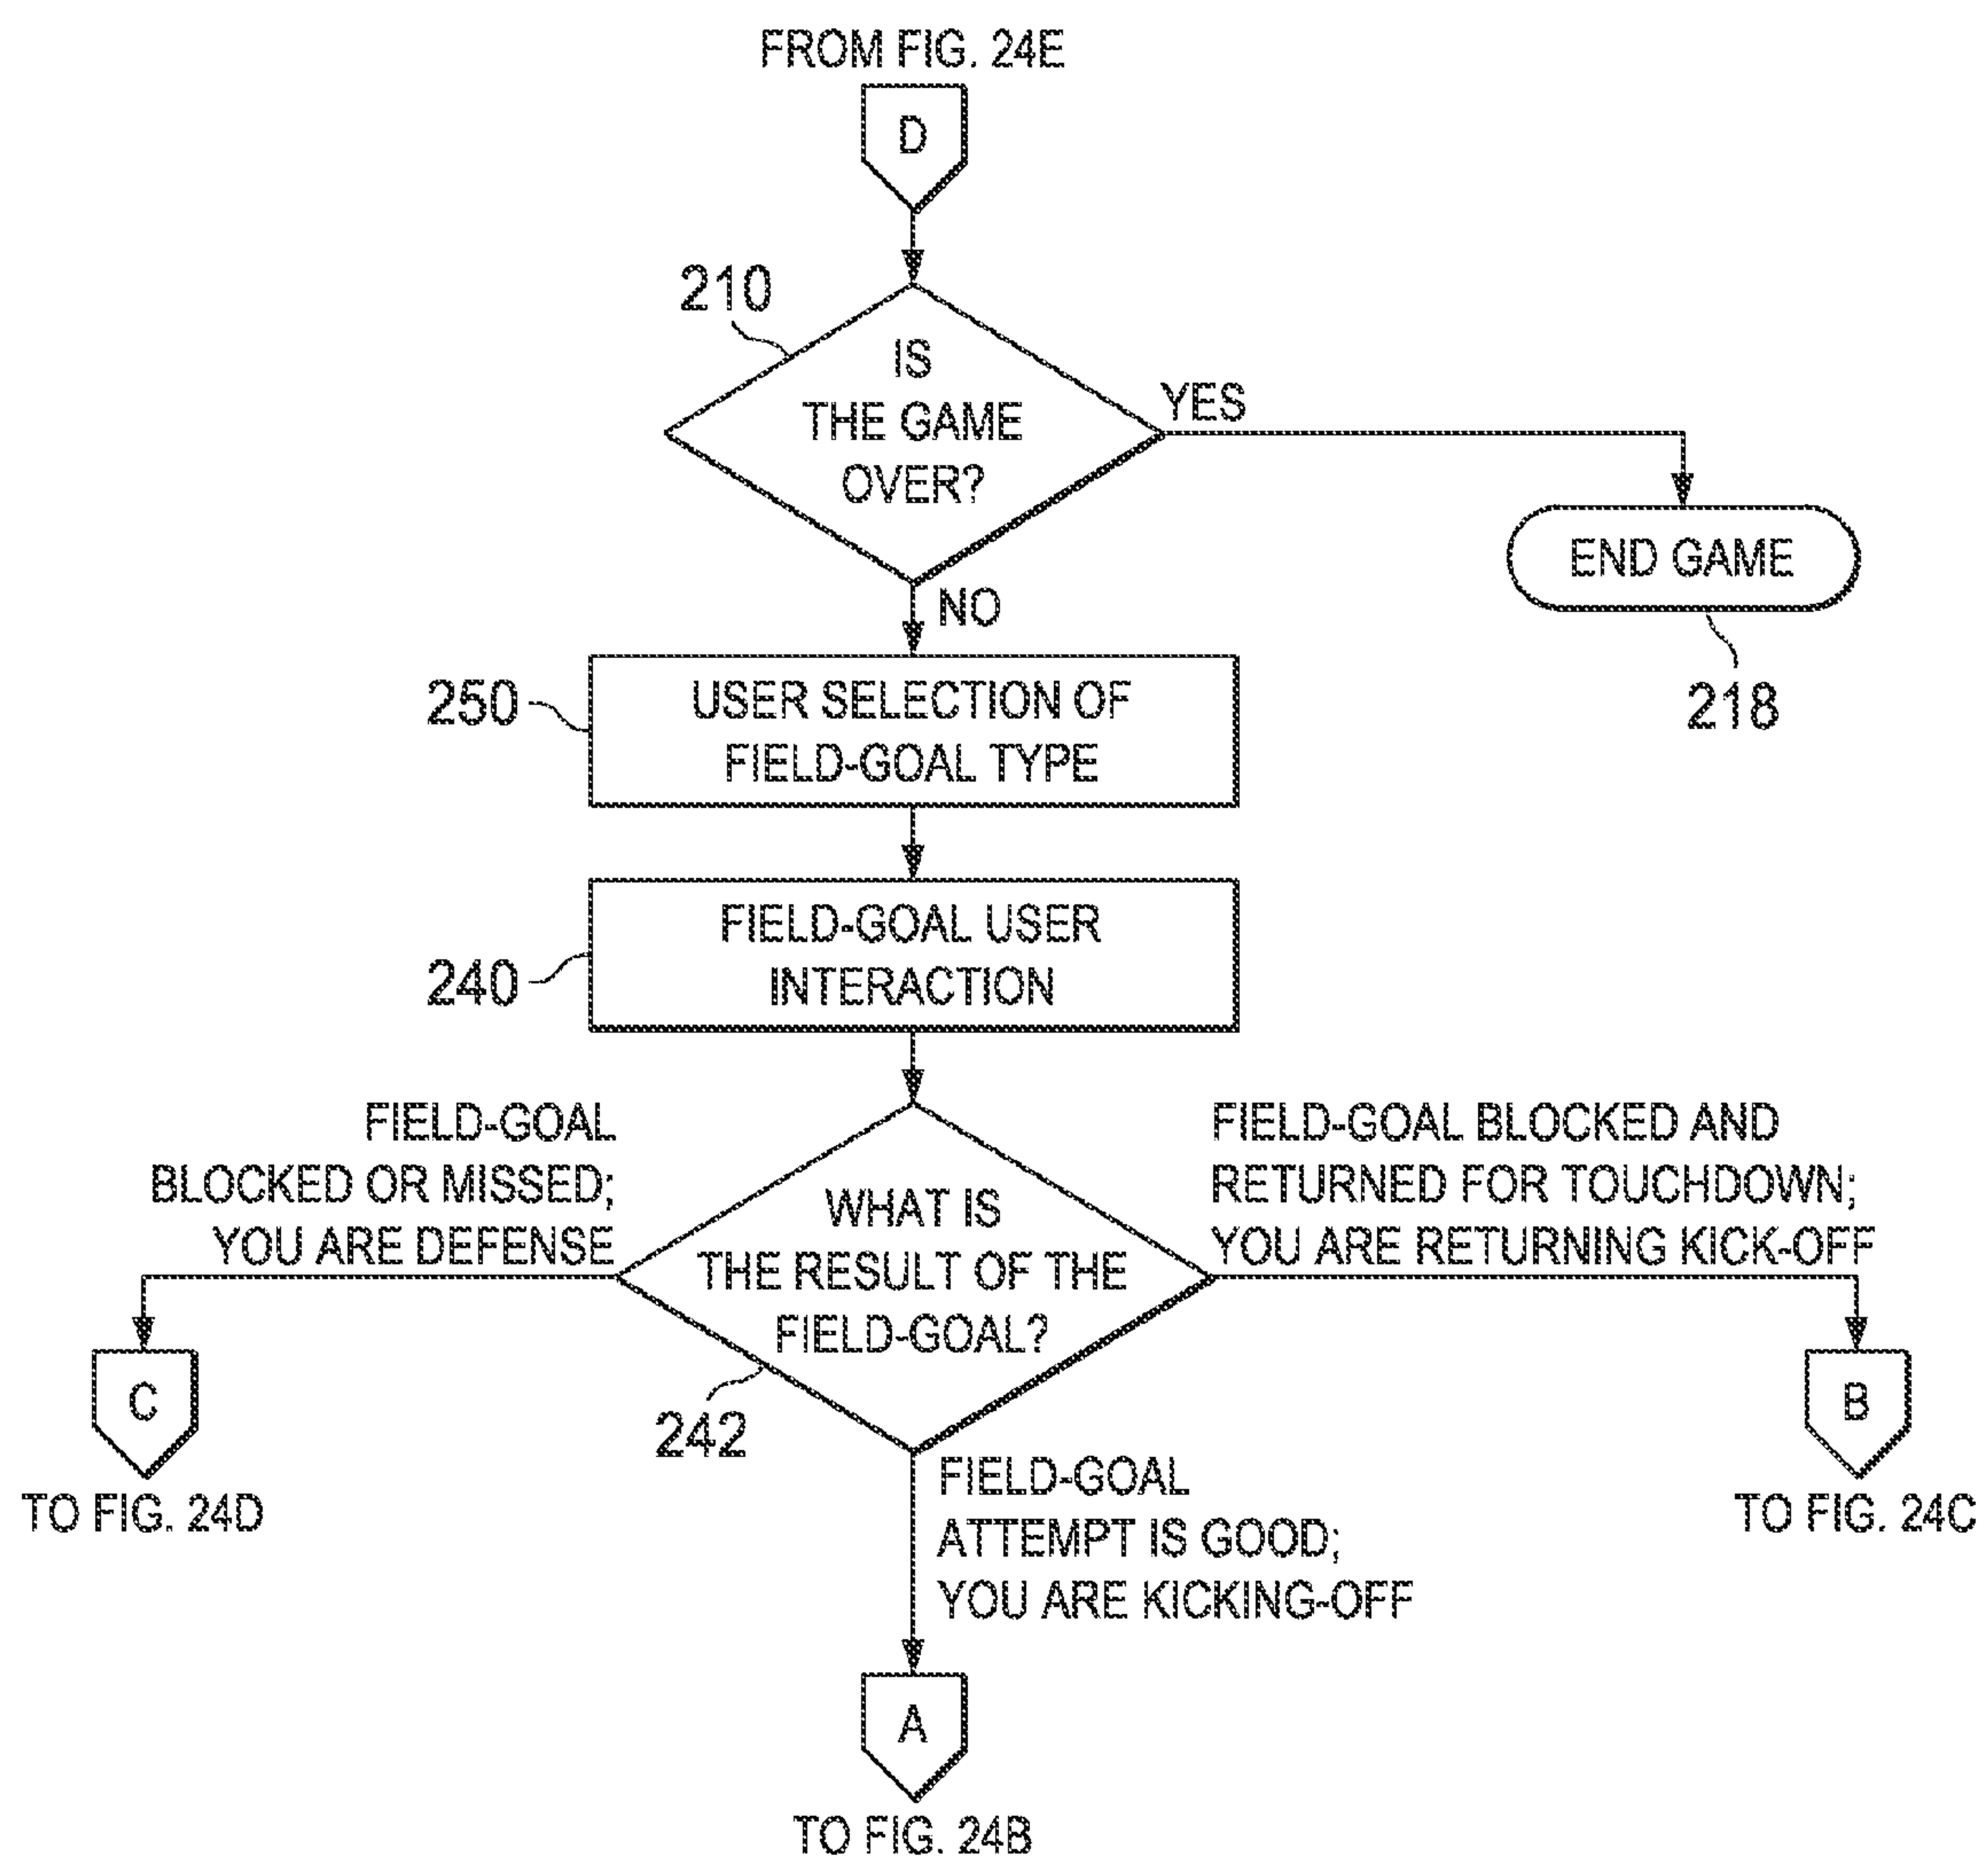 FROM FIG. 24E
D
210
IS
THE GAME
OVER?
YES
END GAME
218
NO
250
USER SELECTION OF
FIELD-GOAL TYPE
240
FIELD-GOAL USER
INTERACTION
FIELD-GOAL
BLOCKED OR MISSED;
YOU ARE DEFENSE
WHAT IS
THE RESULT OF THE
FIELD-GOAL?
242
FIELD-GOAL BLOCKED AND
RETURNED FOR TOUCHDOWN;
YOU ARE RETURNING KICK-OFF
C
TO FIG. 24D
B
TO FIG. 24C
FIELD-GOAL
ATTEMPT IS GOOD;
YOU ARE KICKING-OFF
A
TO FIG. 24B